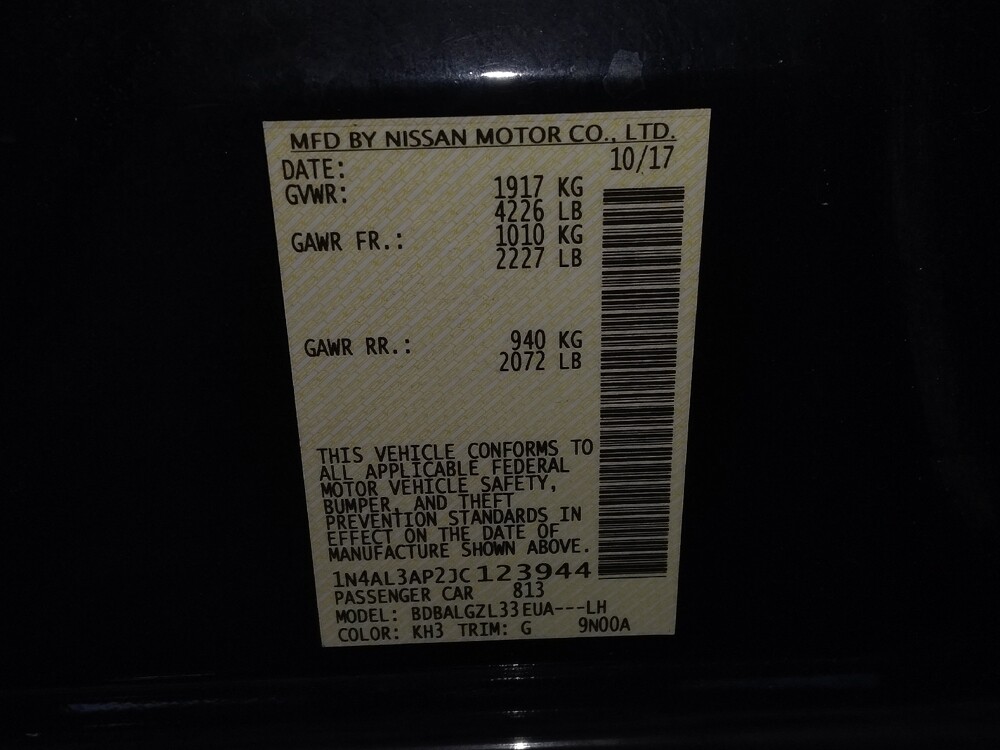 MFD BY NISSAN MOTOR CO., LTD.
DATE: 10/17
GVWR: 1917 KG
4226 LB
GAWR FR.: 1010 KG
2227 LB
GAWR RR.: 940 KG
2072 LB
THIS VEHICLE CONFORMS TO
ALL APPLICABLE FEDERAL
MOTOR VEHICLE SAFETY,
BUMPER, AND THEFT
PREVENTION STANDARDS IN
EFFECT ON THE DATE OF
MANUFACTURE SHOWN ABOVE.
1N4AL3AP2JC123944
PASSENGER CAR 813
MODEL: BDBALGZL33EUA---LH
COLOR: KH3 TRIM: G 9N00A